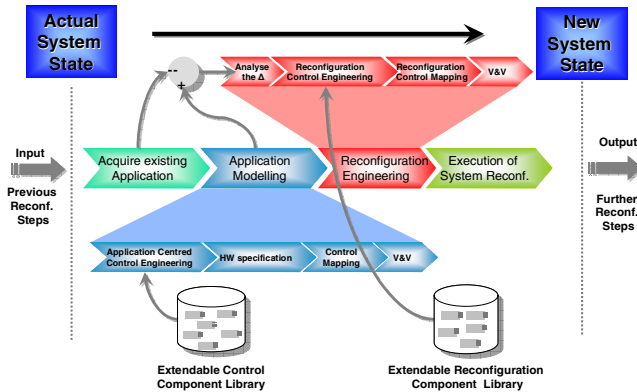 Actual
System
State
New
System
State
--
+
Analyse
the Δ
Reconfiguration
Control Engineering
Reconfiguration
Control Mapping
V&V
Input
Previous
Reconf.
Steps
Acquire existing
Application
Application
Modelling
Reconfiguration
Engineering
Execution of
System Reconf.
Output
Further
Reconf.
Steps
Application Centred
Control Engineering
HW specification
Control
Mapping
V&V
Extendable Control
Component Library
Extendable Reconfiguration
Component Library